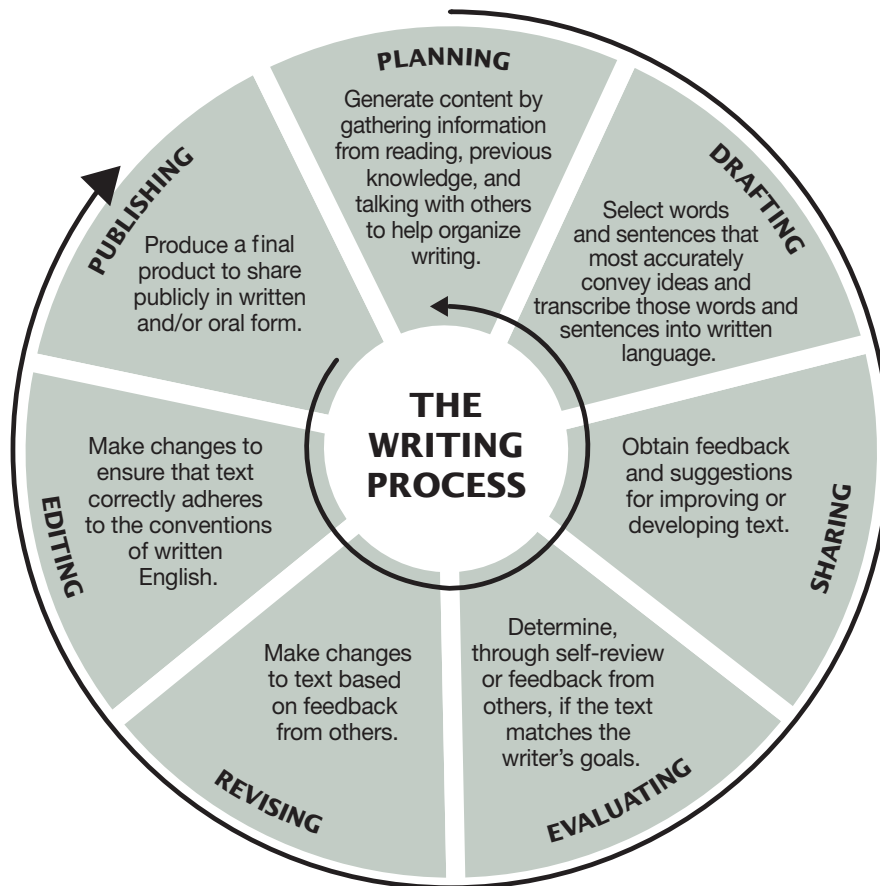 PLANNING
Generate content by
gathering information
from reading, previous
knowledge, and
talking with others
to help organize
writing.
DRAFTING
Select words
and sentences that
most accurately
convey ideas and
transcribe those words and
sentences into written
language.
SHARING
Obtain feedback
and suggestions
for improving or
developing text.
EVALUATING
Determine,
through self-review
or feedback from
others, if the text
matches the
writer's goals.
REVISING
Make changes
to text based
on feedback
from others.
EDITING
Make changes to
ensure that text
correctly adheres
to the conventions
of written
English.
PUBLISHING
Produce a final
product to share
publicly in written
and/or oral form.
THE
WRITING
PROCESS